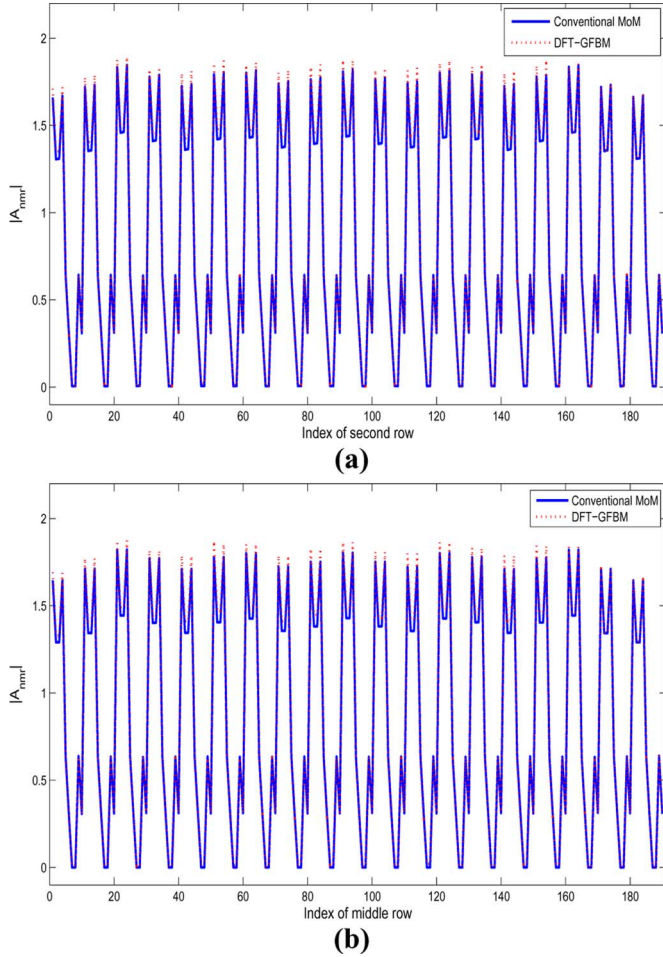 Conventional MoM
DFT-GFBM
2
1.5
1
0.5
0
|A_nmr|
0 20 40 60 80 100 120 140 160 180
Index of second row
(a)
Conventional MoM
DFT-GFBM
2
1.5
1
0.5
0
|A_nmr|
0 20 40 60 80 100 120 140 160 180
Index of middle row
(b)